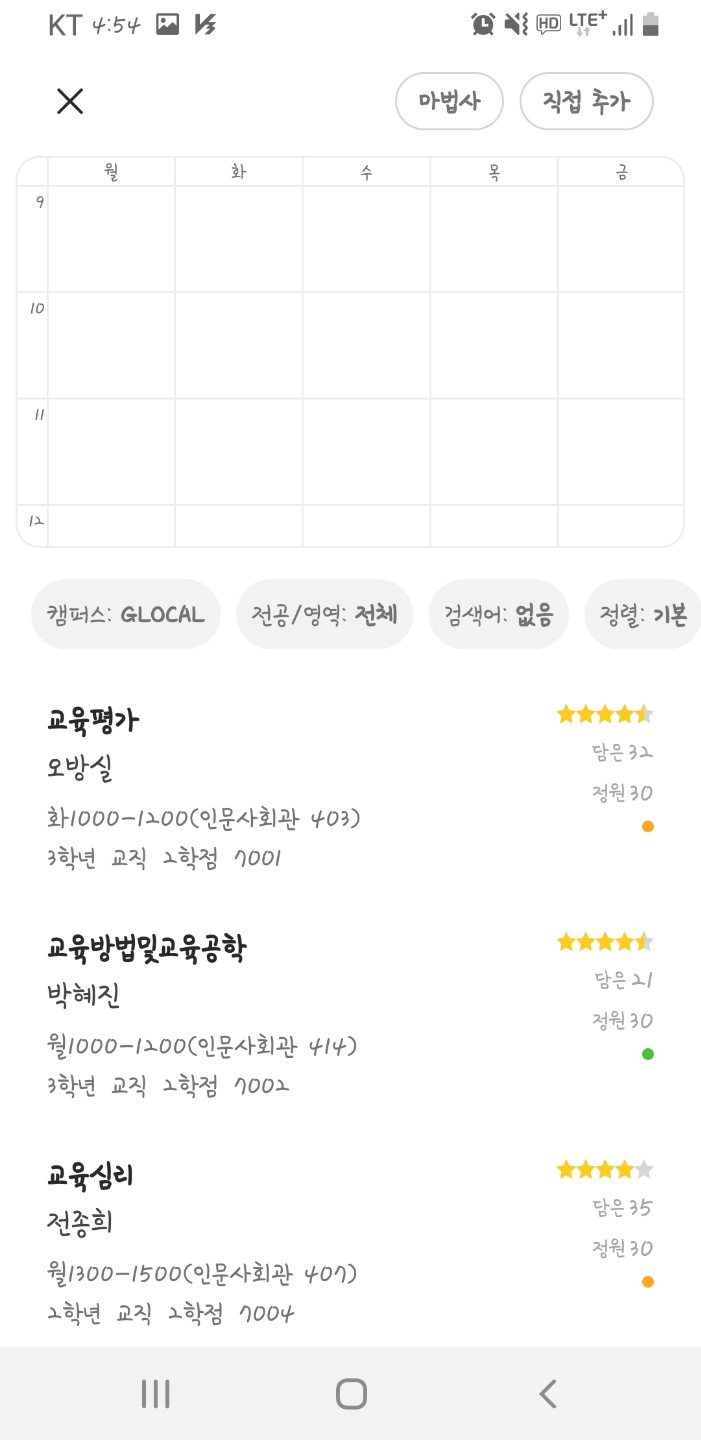 KT 4:54 HD LTE+
마법사 직접 추가
월 화 수 목 금
9
10
11
12
캠퍼스: GLOCAL 전공/영역: 전체 검색어: 없음 정렬: 기본
교육평가
오방실
화1000-1200(인문사회관 403)
3학년 교직 2학점 7001
담은 32
정원 30
교육방법및교육공학
박혜진
월1000-1200(인문사회관 414)
3학년 교직 2학점 7002
담은 21
정원 30
교육심리
전종희
월1300-1500(인문사회관 407)
2학년 교직 2학점 7004
담은 35
정원 30